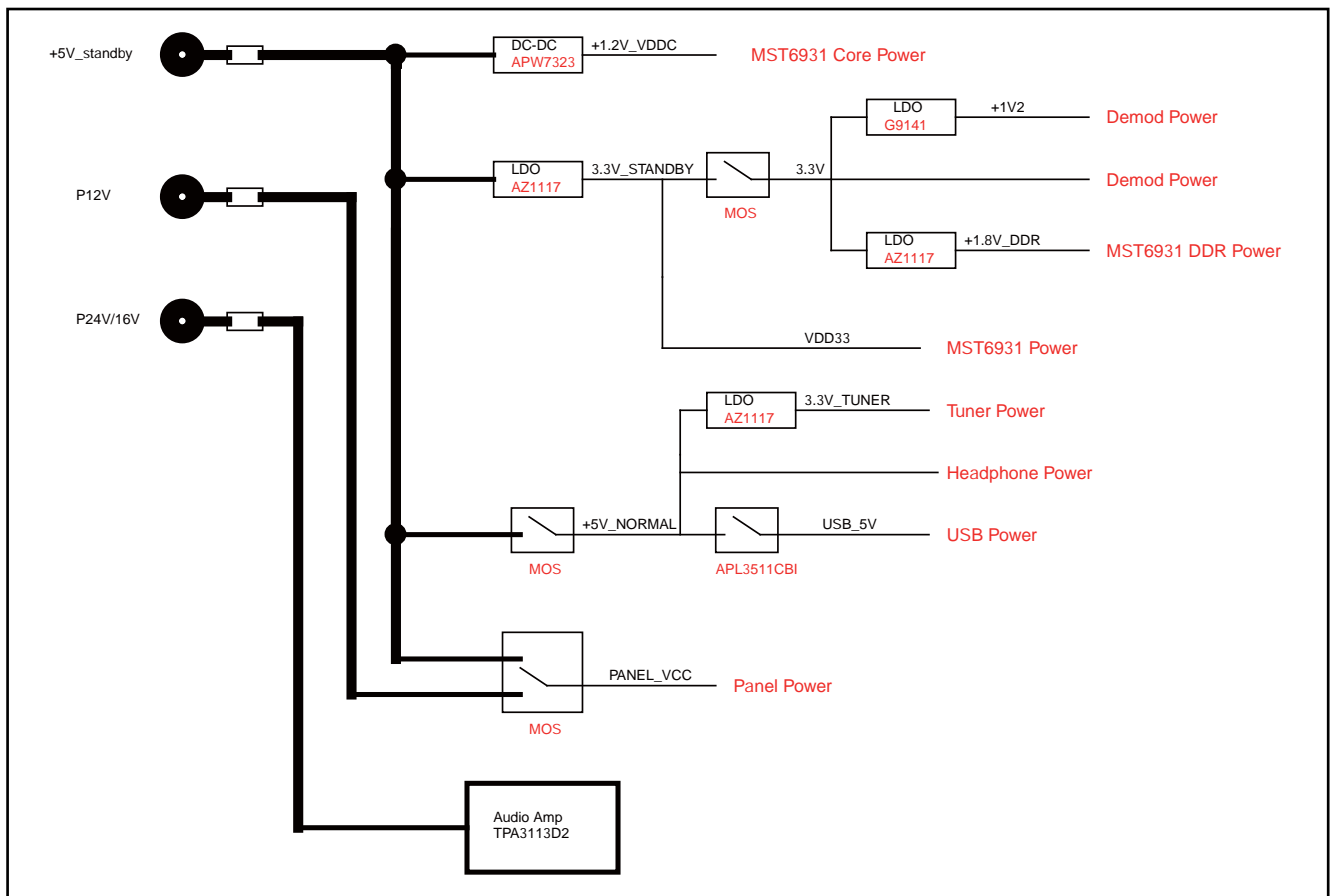 +5V_standby
DC-DC
APW7323
+1.2V_VDDC
MST6931 Core Power
LDO
G9141
+1V2
Demod Power
P12V
LDO
AZ1117
3.3V_STANDBY
MOS
3.3V
Demod Power
LDO
AZ1117
+1.8V_DDR
MST6931 DDR Power
P24V/16V
VDD33
MST6931 Power
LDO
AZ1117
3.3V_TUNER
Tuner Power
Headphone Power
MOS
+5V_NORMAL
APL3511CBI
USB_5V
USB Power
MOS
PANEL_VCC
Panel Power
Audio Amp
TPA3113D2